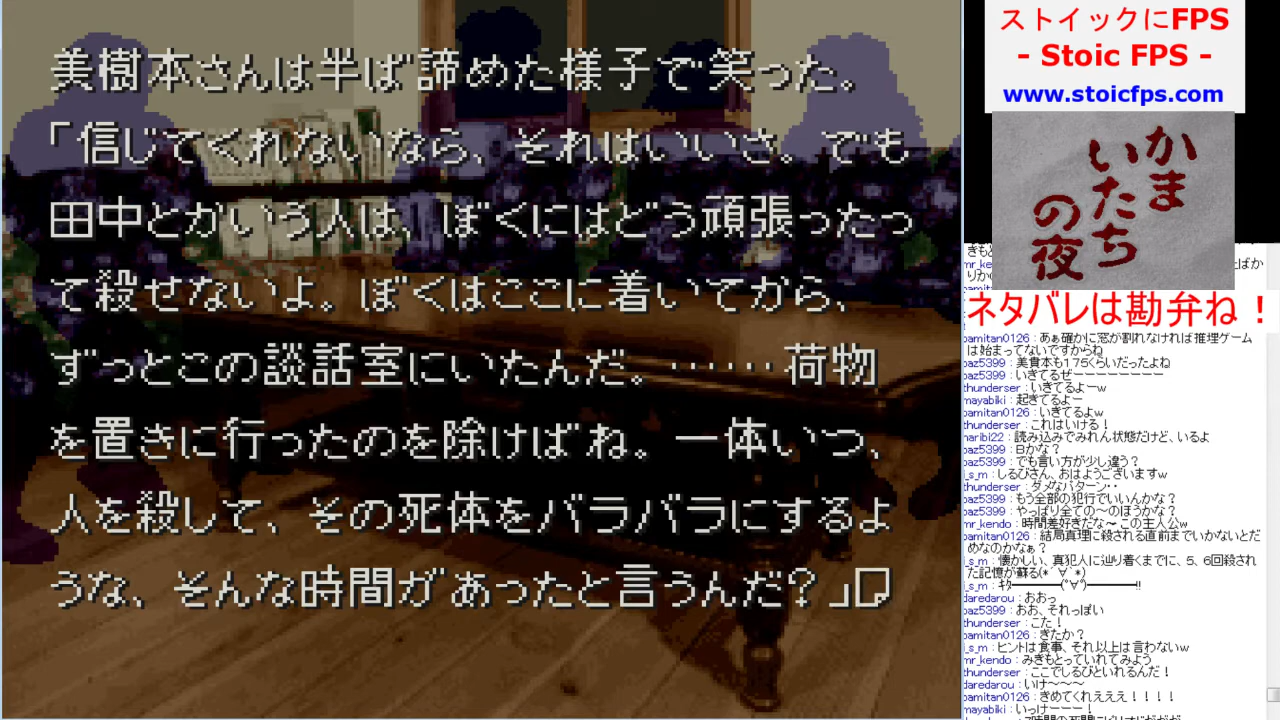 美樹本さんは半ば諦めた様子で笑った。
「信じてくれないなら、それはいいさ。でも
田中とかいう人は、ぼくにはどう頑張ったっ
て殺せないよ。ぼくはここに着いてから、
ずっとこの談話室にいたんだ。……荷物
を置きに行ったのを除けばね。一体いつ、
人を殺して、その死体をバラバラにするよ
うな、そんな時間があったと言うんだ？」
ストイックにFPS
- Stoic FPS -
www.stoicfps.com
かま
いたち
の夜
ネタバレは勘弁ね！
pamitan0126：あぁ確かに窓が割れなければ推理ゲーム
は始まってないですからね
paz5399：美貴本も175くらいだったよね
paz5399：いきてるぜーーーーーーーー
thunderser：いきてるよーw
mayabiki：起きてるよー
pamitan0126：いきてるよw
thunderser：これはいける！
naribi22：読み込みでみれん状態だけど、いるよ
paz5399：日かな？
paz5399：でも言い方が少し違う？
i_s_m：しるびさん、おはようございますw
thunderser：ダメなパターン・・
paz5399：もう全部の犯行でいいんかな？
paz5399：やっぱり全ての～のほうかな？
mr_kendo：時間差好きだな～この主人公w
pamitan0126：結局真理に殺される直前までいかないとだ
めなのかなぁ？
i_s_m：懐かしい、真犯人に辿り着くまでに、5、6回殺され
た記憶が蘇る(*´∀`*)
i_s_m：ｷﾀ━━━━(ﾟ∀ﾟ)━━━━!!
daredarou：おおっ
paz5399：おお、それっぽい
thunderser：こた！
pamitan0126：きたか？
i_s_m：ヒントは食事、それ以上は言わないw
mr_kendo：みきもとっていれてみよう
thunderser：ここでしるびといれるんだ！
daredarou：いけ～～～
pamitan0126：きめてくれえええ！！！！
mayabiki：いっけーーー！